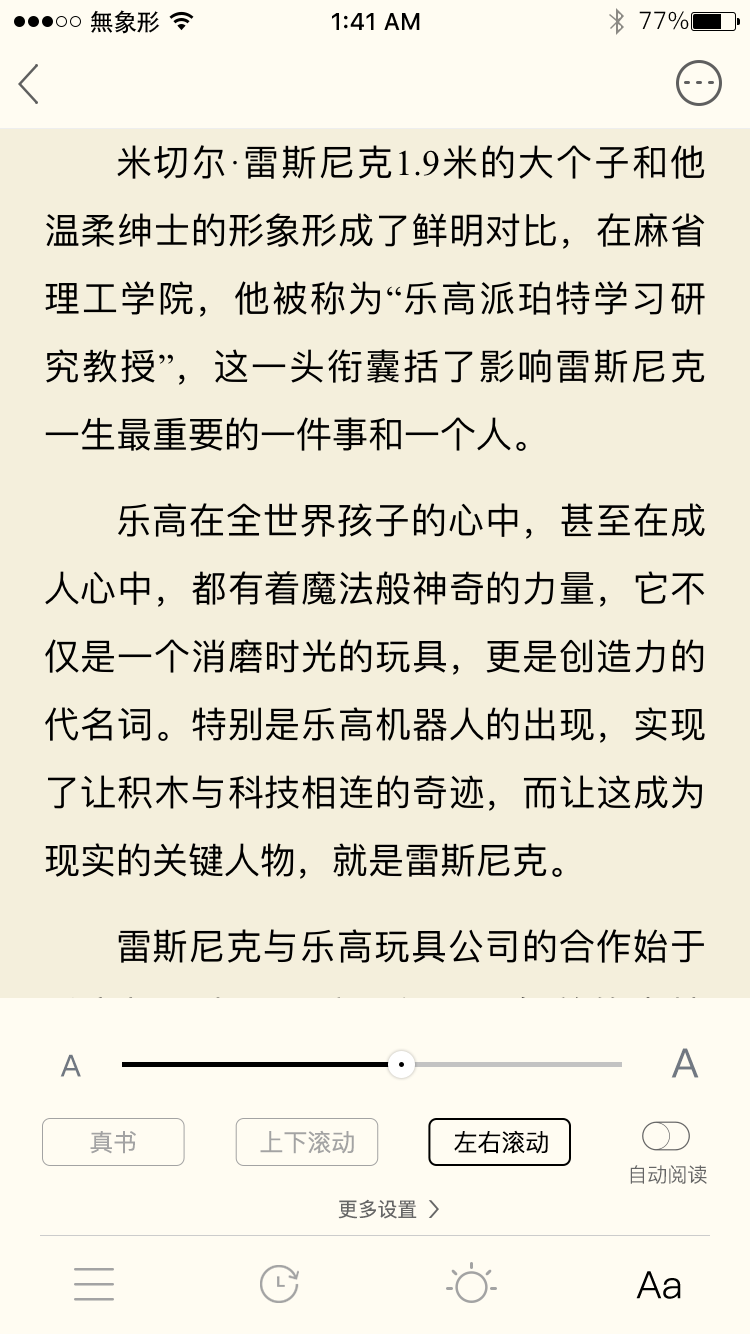 無象形 1:41 AM 77%
米切尔·雷斯尼克1.9米的大个子和他
温柔绅士的形象形成了鲜明对比，在麻省
理工学院，他被称为“乐高派珀特学习研
究教授”，这一头衔囊括了影响雷斯尼克
一生最重要的一件事和一个人。
乐高在全世界孩子的心中，甚至在成
人心中，都有着魔法般神奇的力量，它不
仅是一个消磨时光的玩具，更是创造力的
代名词。特别是乐高机器人的出现，实现
了让积木与科技相连的奇迹，而让这成为
现实的关键人物，就是雷斯尼克。
雷斯尼克与乐高玩具公司的合作始于
A A
真书 上下滚动 左右滚动
自动阅读
更多设置
Aa